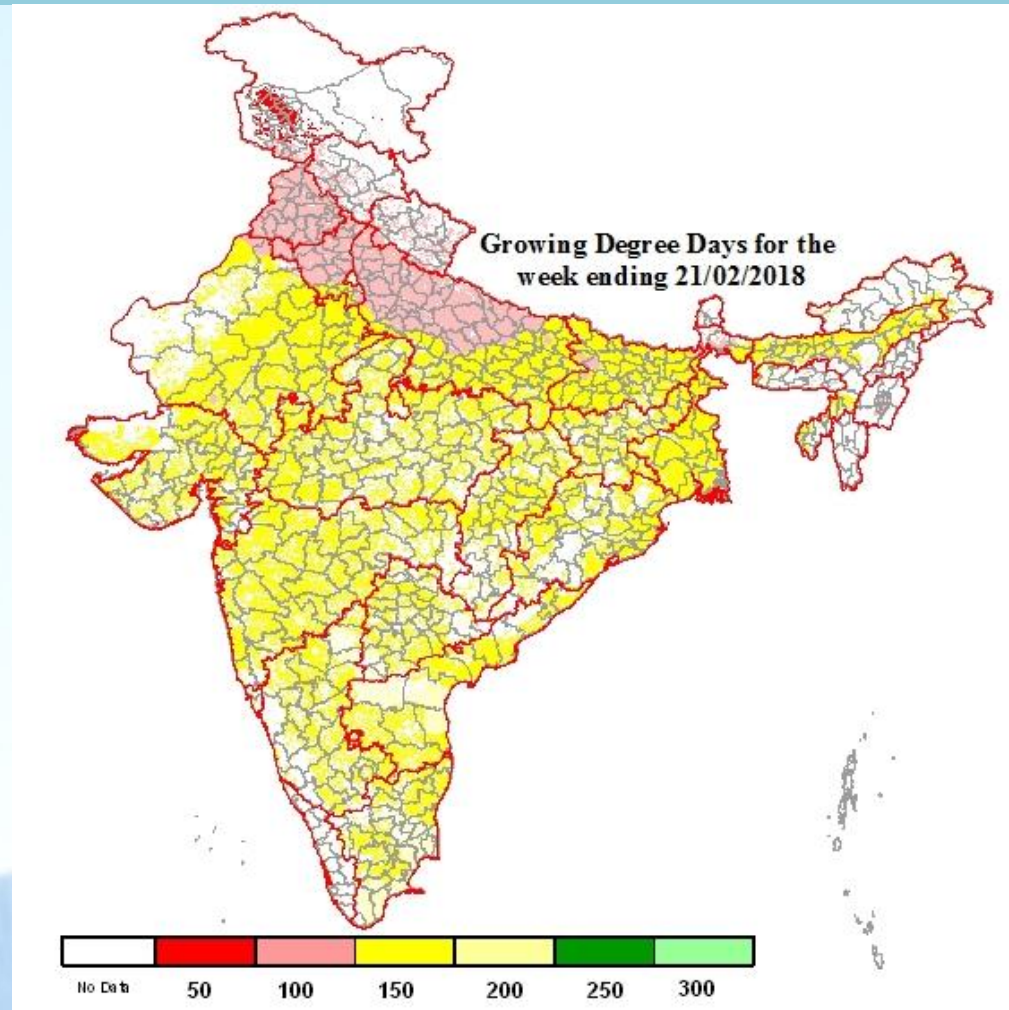 Growing Degree Days for the
week ending 21/02/2018
No Data 50 100 150 200 250 300